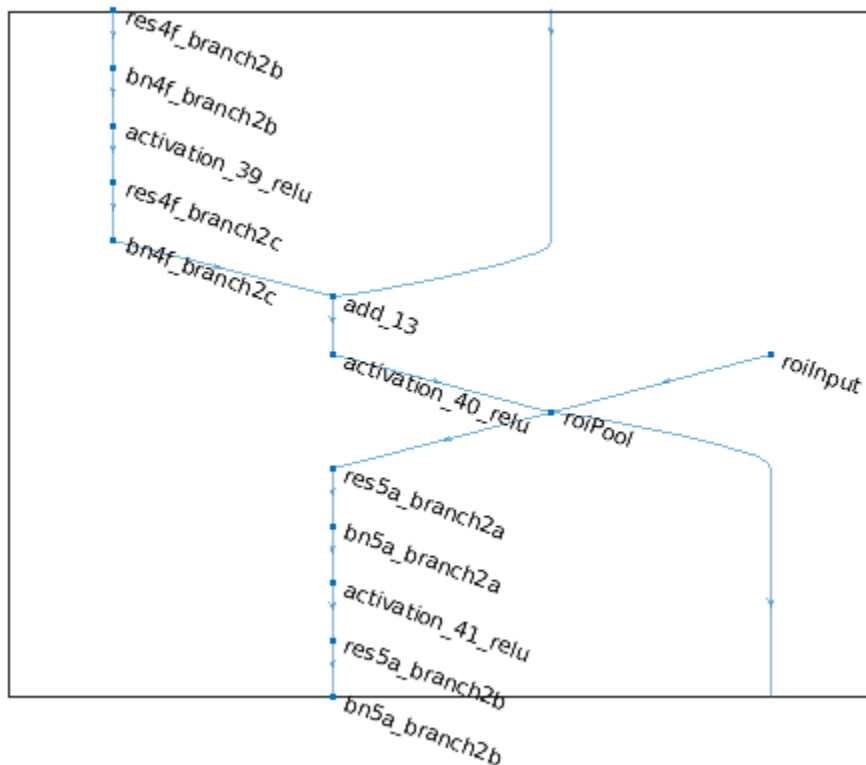 res4f_branch2b
bn4f_branch2b
activation_39_relu
res4f_branch2c
bn4f_branch2c
add_13
activation_40_relu
roiInput
roiPool
res5a_branch2a
bn5a_branch2a
activation_41_relu
res5a_branch2b
bn5a_branch2b